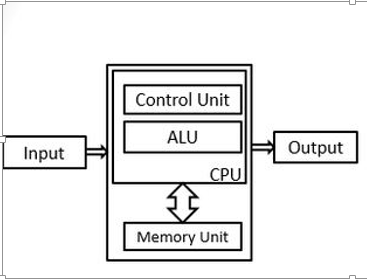 Control Unit
ALU
Input
Output
CPU
Memory Unit